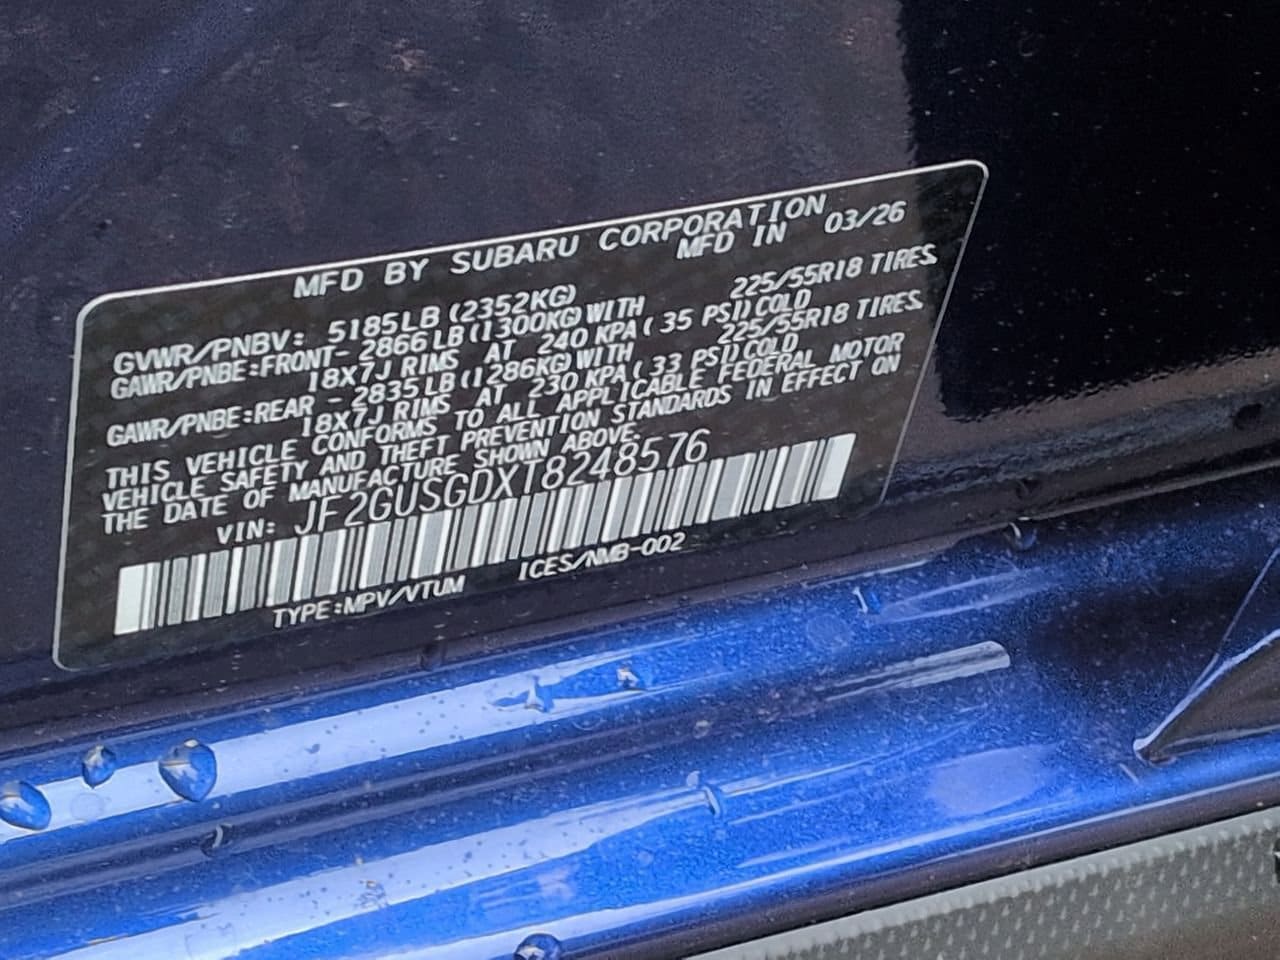 MFD BY SUBARU CORPORATION
MFD IN 03/26
GVWR/PNBV: 5185LB (2352KG)
GAWR/PNBE:FRONT- 2866LB(1300KG)WITH 225/55R18 TIRES.
18X7J RIMS AT 240 KPA( 35 PSI)COLD
GAWR/PNBE:REAR - 2835LB(1286KG)WITH 225/55R18 TIRES.
18X7J RIMS AT 230 KPA( 33 PSI)COLD
THIS VEHICLE CONFORMS TO ALL APPLICABLE FEDERAL MOTOR
VEHICLE SAFETY AND THEFT PREVENTION STANDARDS IN EFFECT ON
THE DATE OF MANUFACTURE SHOWN ABOVE.
VIN: JF2GUSGDXT8248576
TYPE:MPV/VTUM ICES/NMB-002